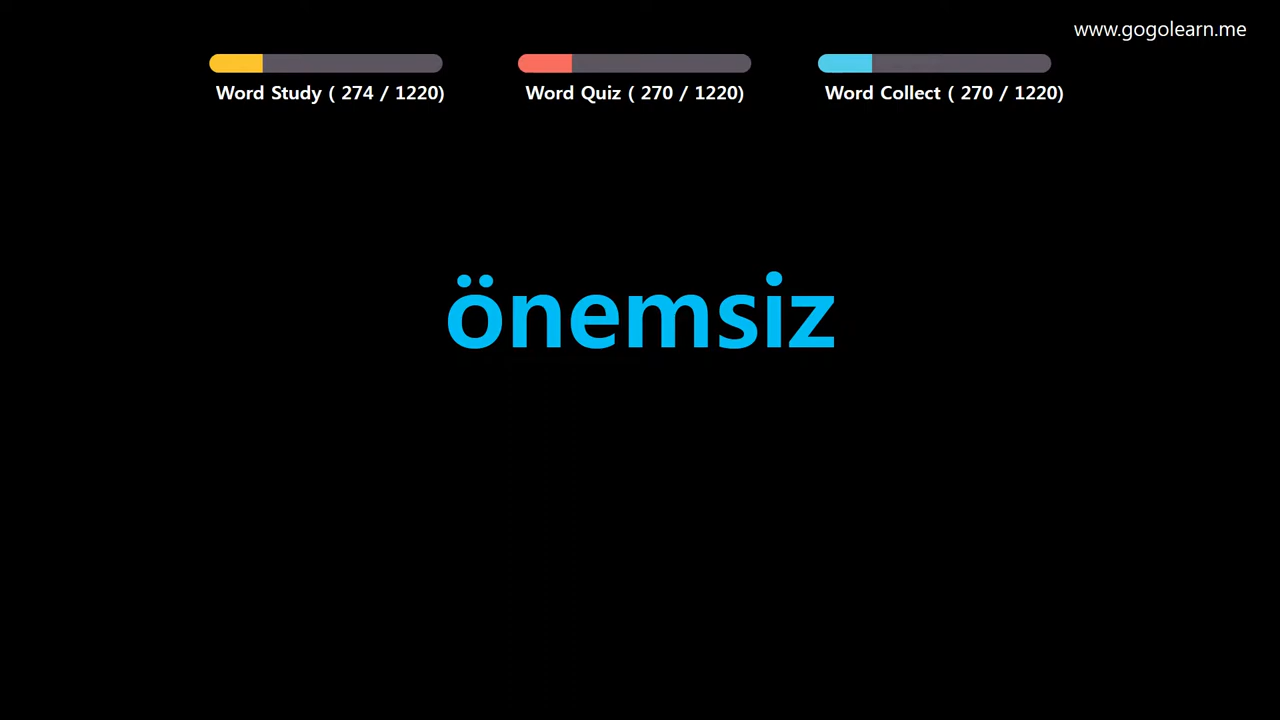 www.gogolearn.me
Word Study ( 274 / 1220)
Word Quiz ( 270 / 1220)
Word Collect ( 270 / 1220)
önemsiz